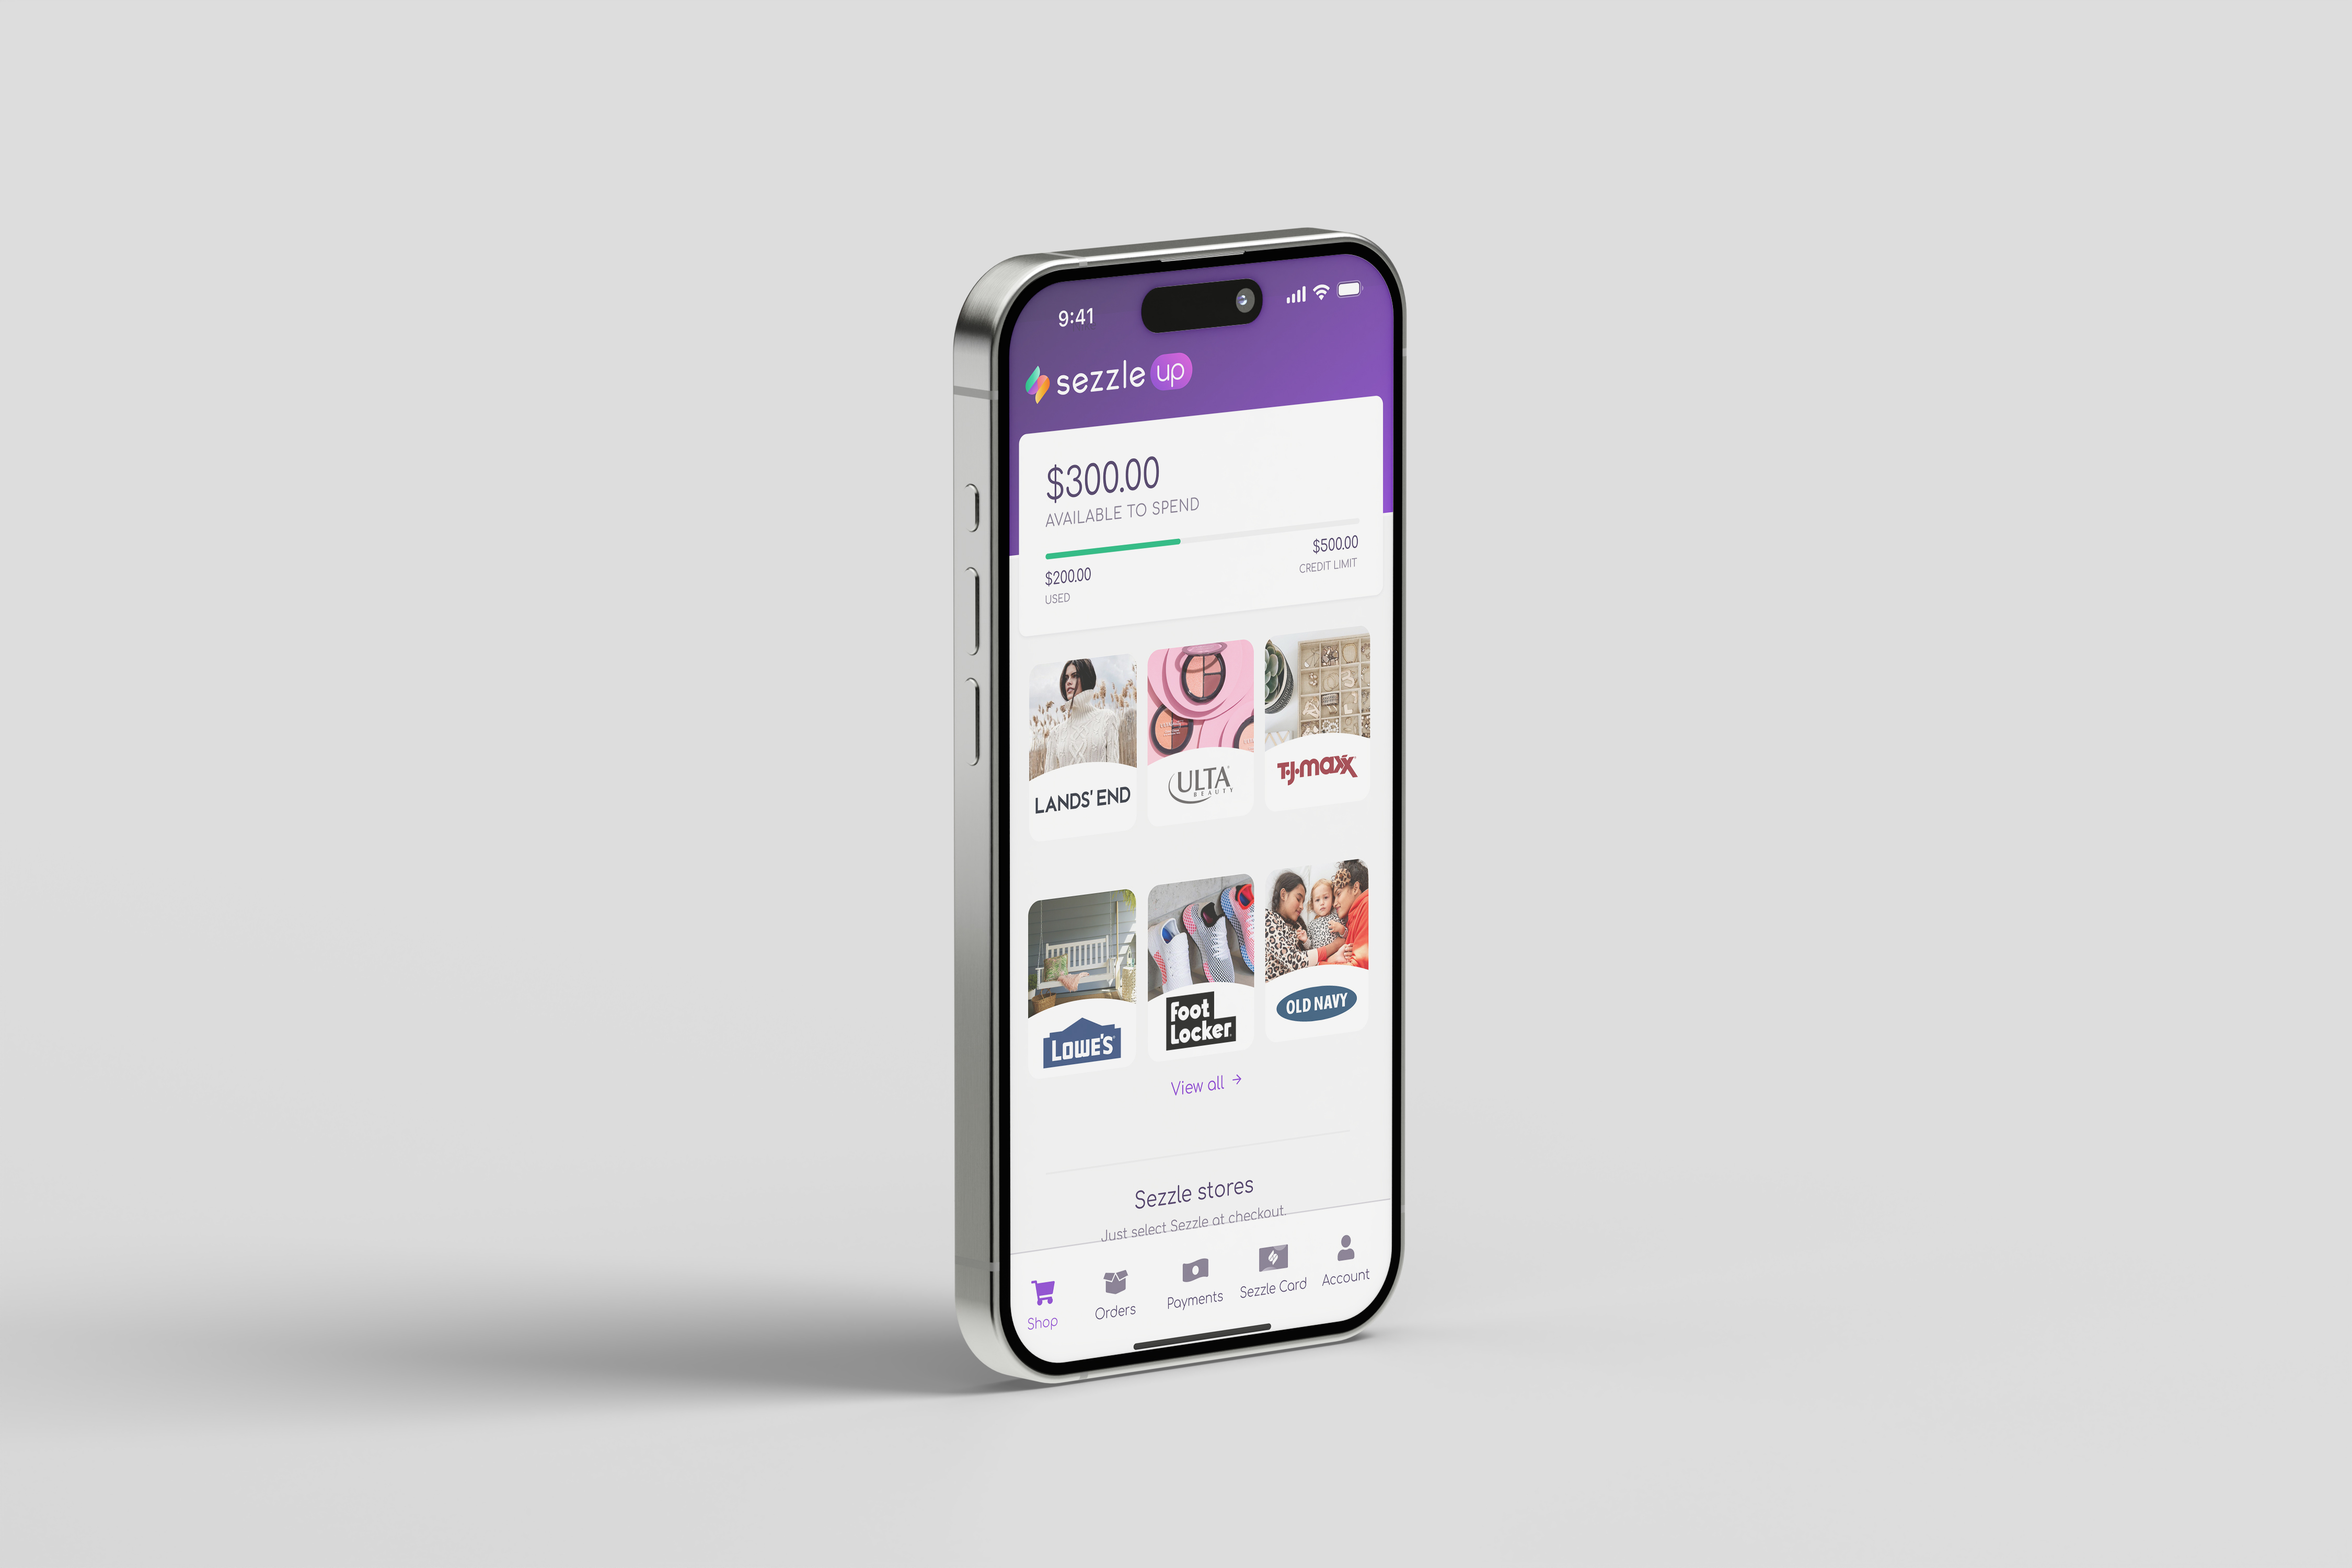 9:41
sezzle up
$300.00
AVAILABLE TO SPEND
$200.00
USED
$500.00
CREDIT LIMIT
LANDS' END
ULTA
BEAUTY
T·J·maxx
LOWE'S
Foot
Locker
OLD NAVY
View all →
Sezzle stores
Just select Sezzle at checkout.
Shop
Orders
Payments
Sezzle Card
Account